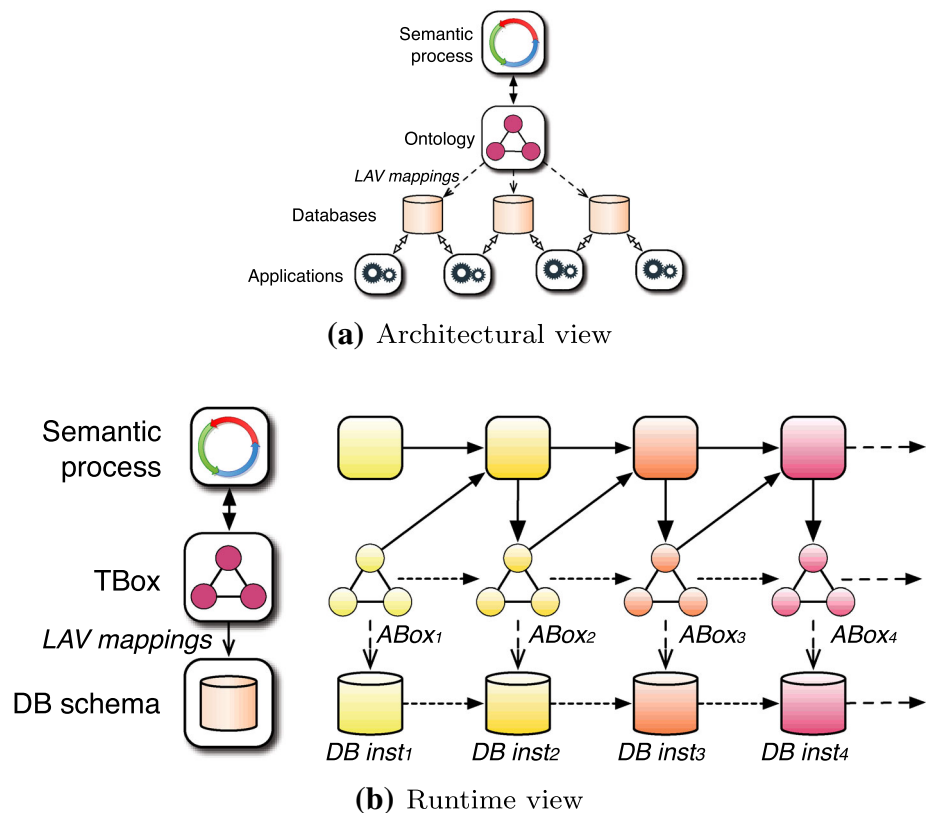 Semantic
process
Ontology
LAV mappings
Databases
Applications
(a) Architectural view
Semantic
process
TBox
LAV mappings
DB schema
ABox1
ABox2
ABox3
ABox4
DB inst1
DB inst2
DB inst3
DB inst4
(b) Runtime view